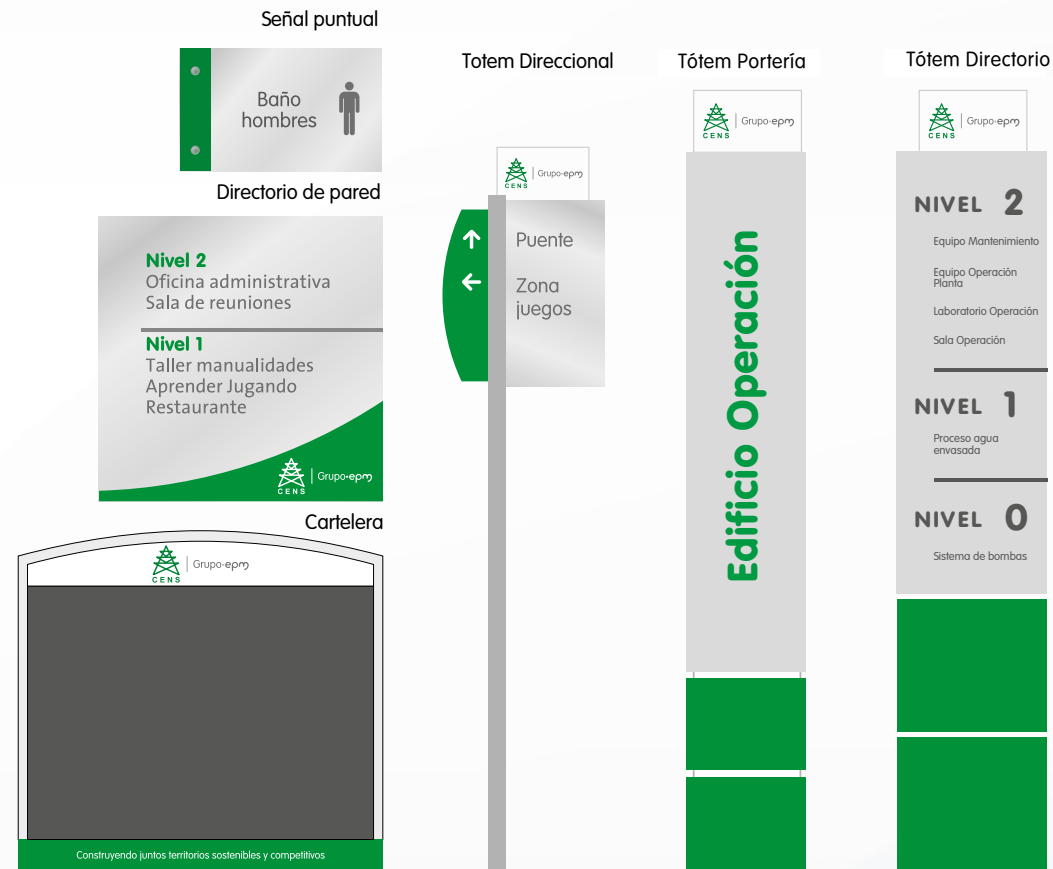 Señal puntual
Baño
hombres
Directorio de pared
Nivel 2
Oficina administrativa
Sala de reuniones
Nivel 1
Taller manualidades
Aprender Jugando
Restaurante
CENS
Grupo·epm
Cartelera
CENS
Grupo·epm
Construyendo juntos territorios sostenibles y competitivos
Totem Direccional
CENS
Grupo·epm
Puente
Zona
juegos
Tótem Portería
CENS
Grupo·epm
Edificio Operación
Tótem Directorio
CENS
Grupo·epm
NIVEL 2
Equipo Mantenimiento
Equipo Operación
Planta
Laboratorio Operación
Sala Operación
NIVEL 1
Proceso agua
envasada
NIVEL 0
Sistema de bombas